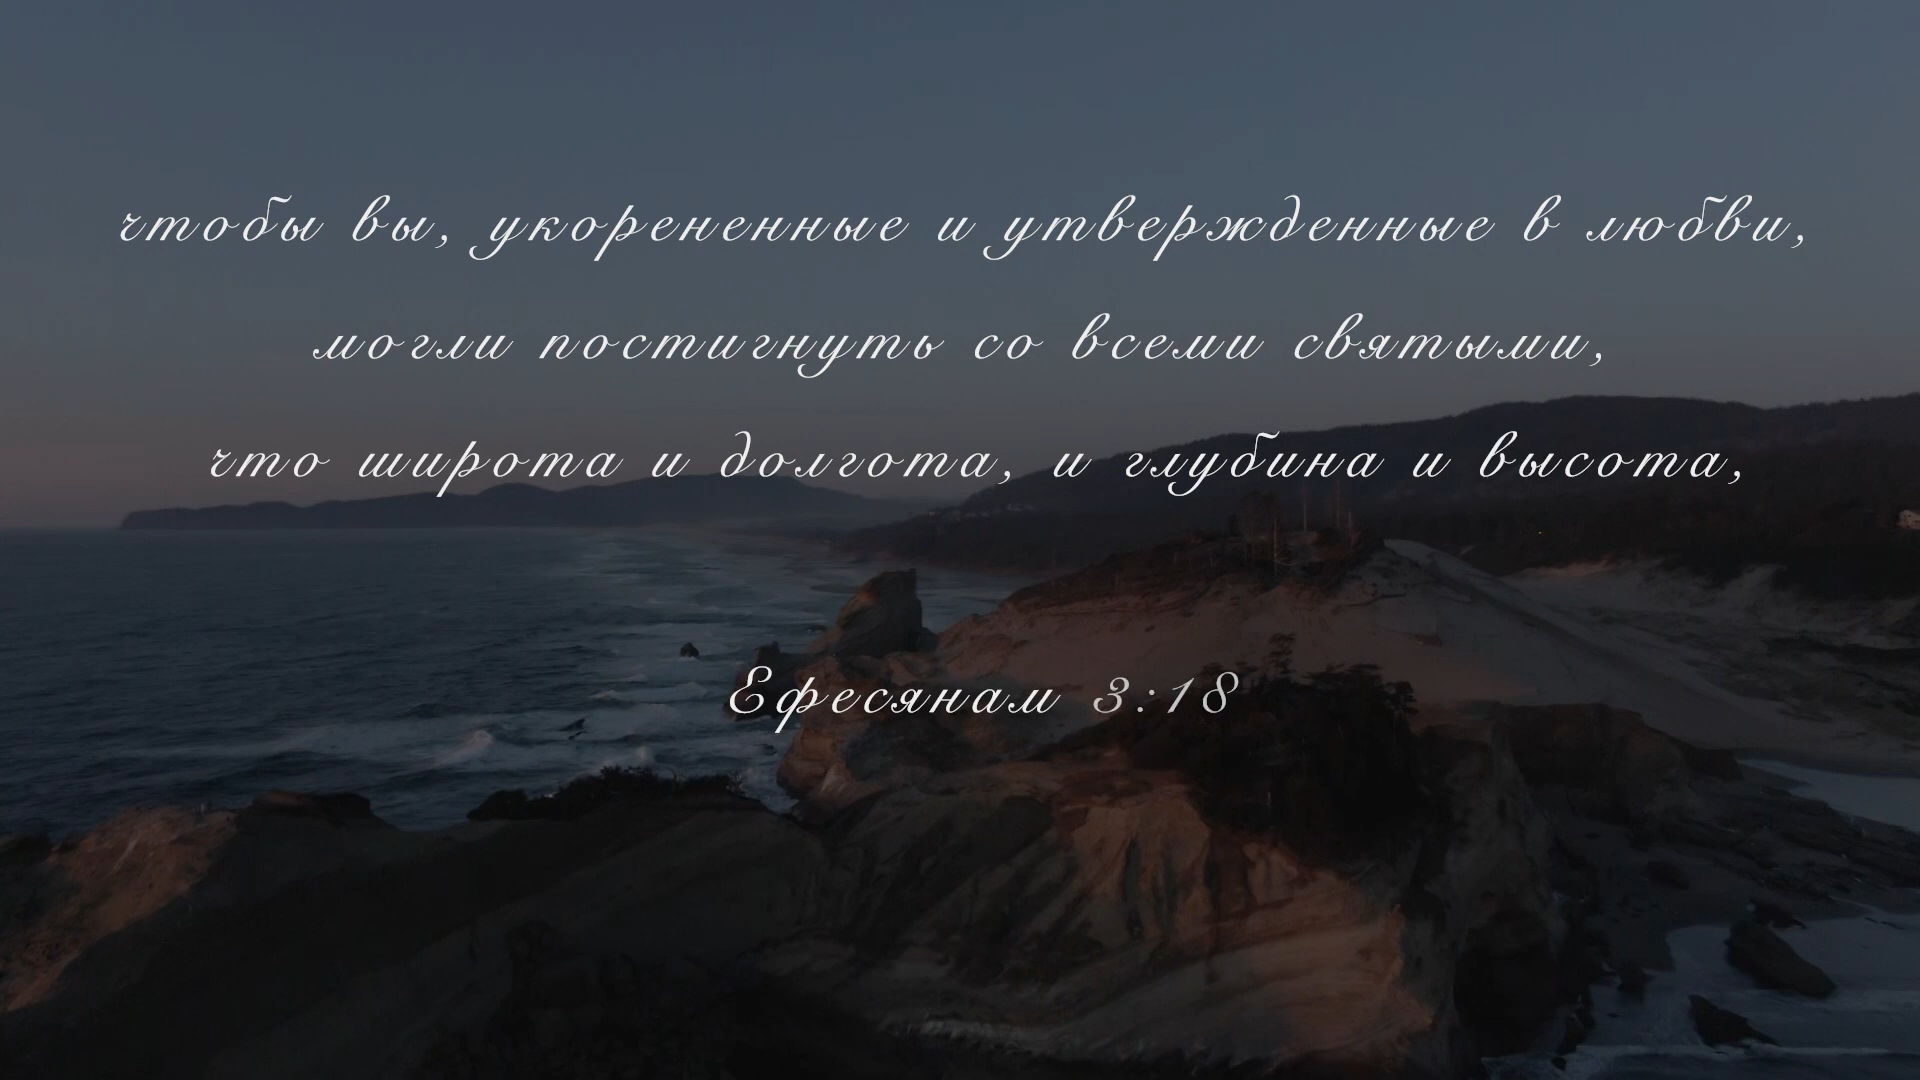 чтобы вы, укорененные и утвержденные в любви,
могли постигнуть со всеми святыми,
что широта и долгота, и глубина и высота,
Ефесянам 3:18